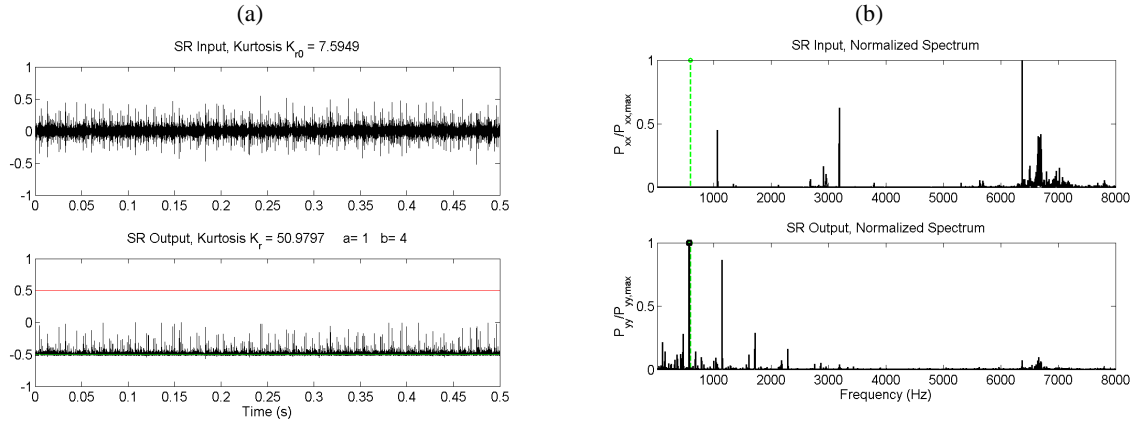 (a)
SR Input, Kurtosis K_r0 = 7.5949
1
0.5
0
-0.5
-1
0 0.05 0.1 0.15 0.2 0.25 0.3 0.35 0.4 0.45 0.5
SR Output, Kurtosis K_r = 50.9797 a= 1 b= 4
1
0.5
0
-0.5
-1
0 0.05 0.1 0.15 0.2 0.25 0.3 0.35 0.4 0.45 0.5
Time (s)
(b)
SR Input, Normalized Spectrum
P_xx/P_xx,max
1
0.5
0
1000 2000 3000 4000 5000 6000 7000 8000
SR Output, Normalized Spectrum
P_yy/P_yy,max
1
0.5
0
1000 2000 3000 4000 5000 6000 7000 8000
Frequency (Hz)